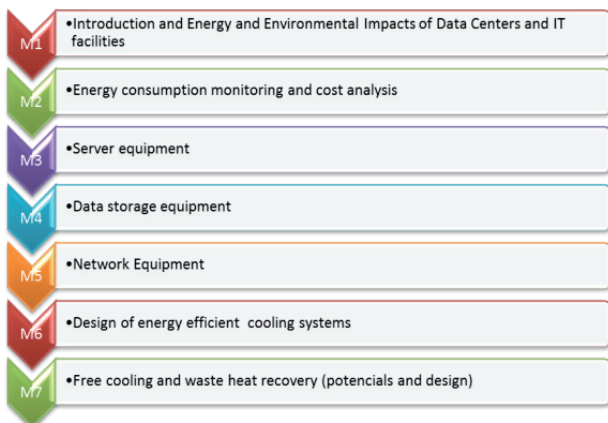 M1
•Introduction and Energy and Environmental Impacts of Data Centers and IT
facilities
M2
•Energy consumption monitoring and cost analysis
M3
•Server equipment
M4
•Data storage equipment
M5
•Network Equipment
M6
•Design of energy efficient cooling systems
M7
•Free cooling and waste heat recovery (potencials and design)